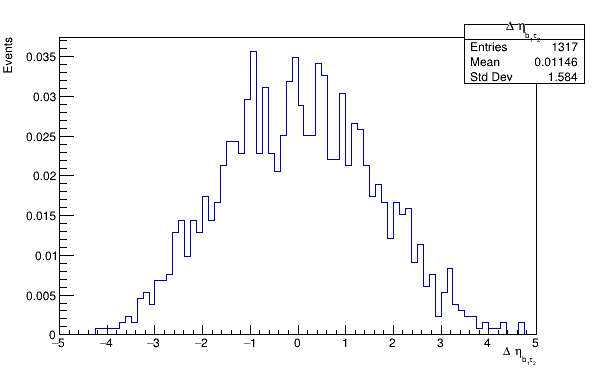 Δ η_{b₁τ₂}
Entries 1317
Mean 0.01146
Std Dev 1.584
Events
0.035
0.03
0.025
0.02
0.015
0.01
0.005
0
−5 −4 −3 −2 −1 0 1 2 3 4 5
Δ η_{b₁τ₂}